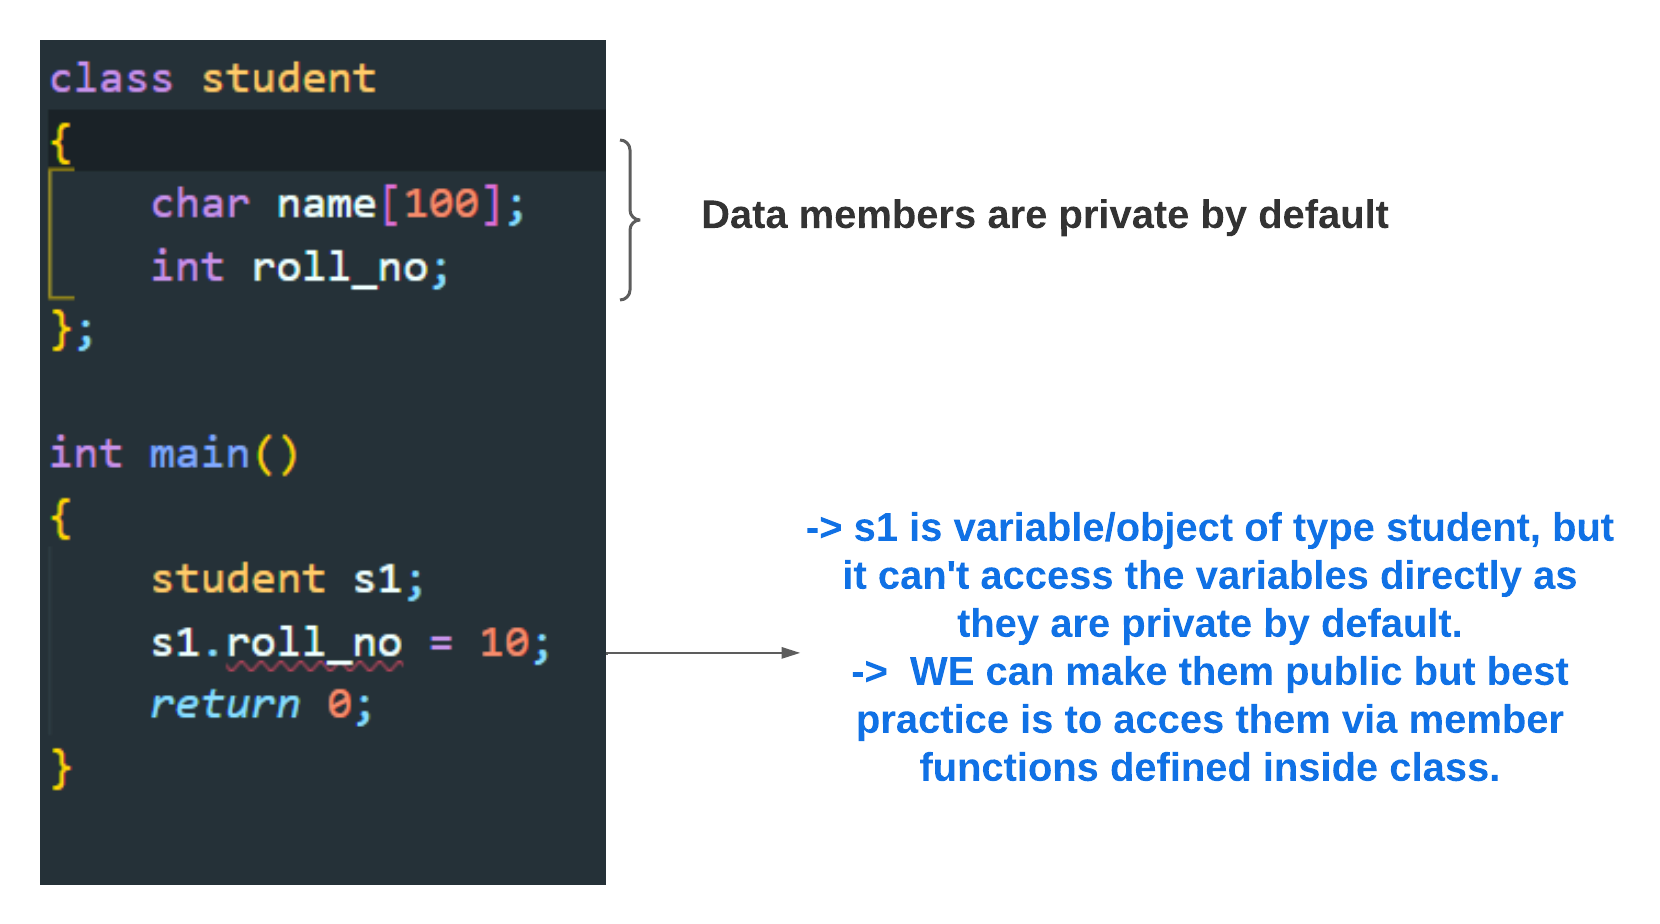 class student
{
char name[100];
int roll_no;
};
Data members are private by default
int main()
{
student s1;
s1.roll_no = 10;
return 0;
}
-> s1 is variable/object of type student, but
it can't access the variables directly as
they are private by default.
-> WE can make them public but best
practice is to acces them via member
functions defined inside class.